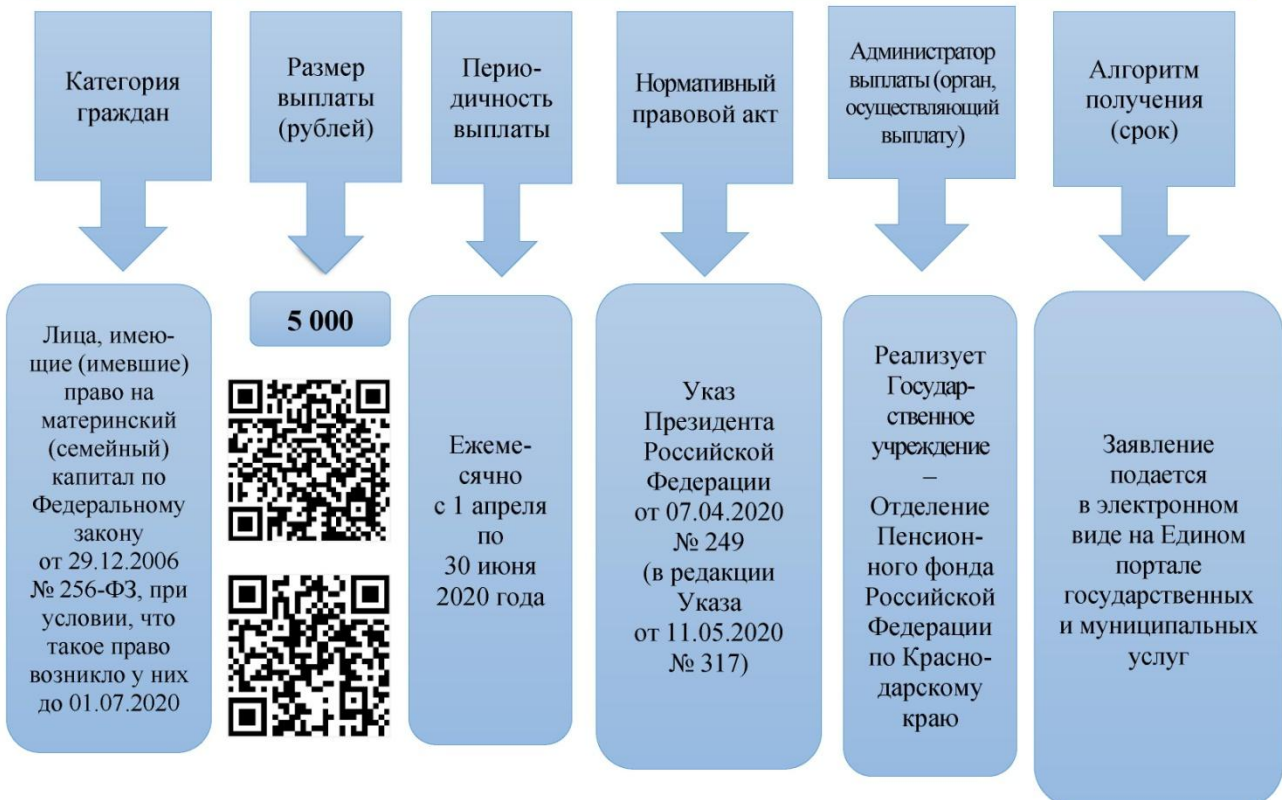 Категория
граждан
Размер
выплаты
(рублей)
Перио-
дичность
выплаты
Нормативный
правовой акт
Администратор
выплаты (орган,
осуществляющий
выплату)
Алгоритм
получения
(срок)
Лица, имею-
щие (имевшие)
право на
материнский
(семейный)
капитал по
Федеральному
закону
от 29.12.2006
№ 256-ФЗ, при
условии, что
такое право
возникло у них
до 01.07.2020
5 000
Ежеме-
сячно
с 1 апреля
по
30 июня
2020 года
Указ
Президента
Российской
Федерации
от 07.04.2020
№ 249
(в редакции
Указа
от 11.05.2020
№ 317)
Реализует
Государ-
ственное
учреждение
–
Отделение
Пенсион-
ного фонда
Российской
Федерации
по Красно-
дарскому
краю
Заявление
подается
в электронном
виде на Едином
портале
государственных
и муниципальных
услуг